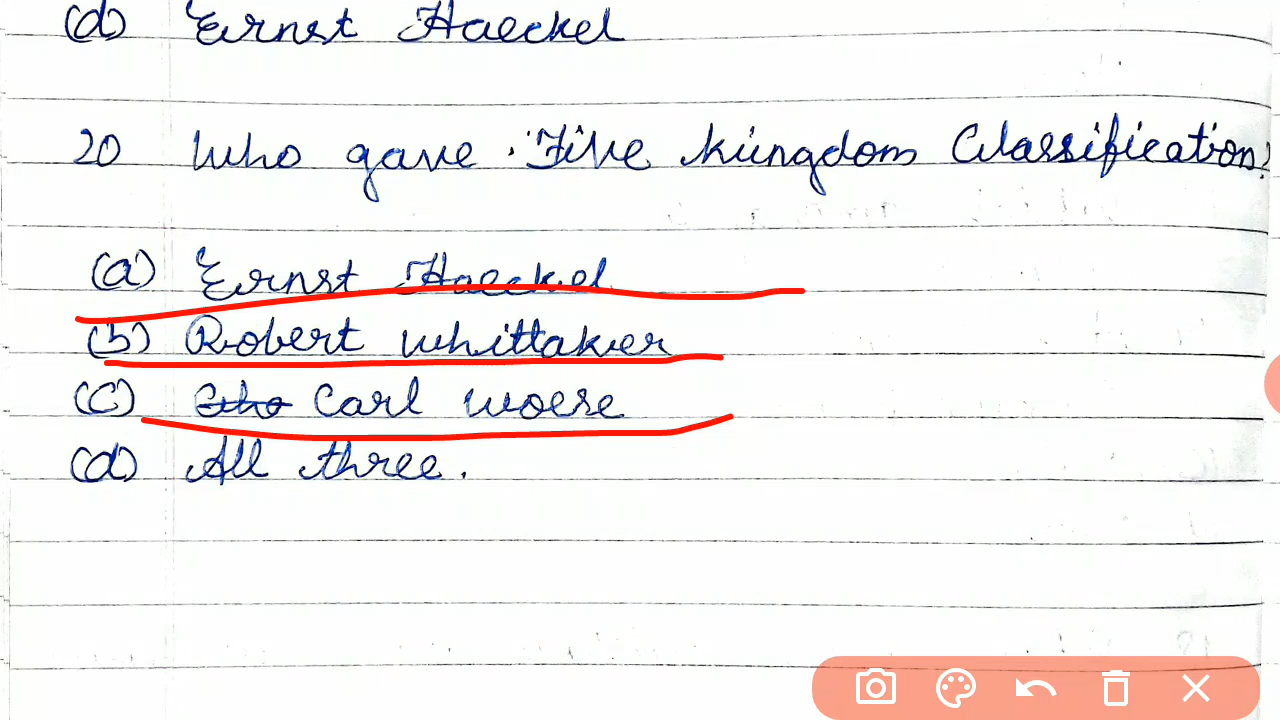 (d) Ernst Haeckel
20 Who gave Five kingdom Classification?
(a) Ernst Haeckel
(b) Robert Whittaker
(c) Carl woese
(d) All three.